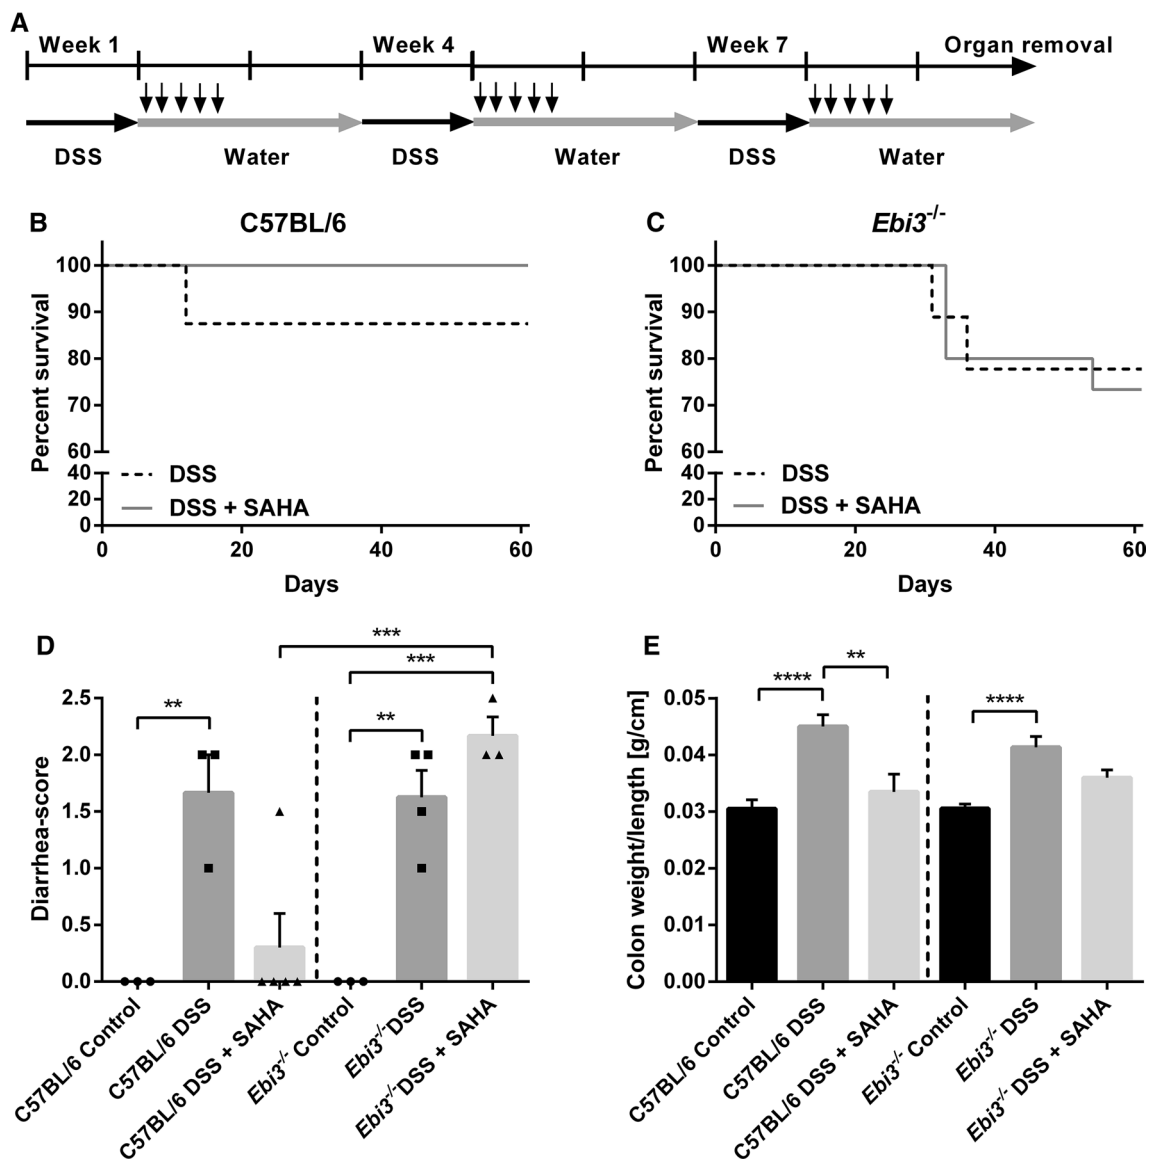 A
Week 1 Week 4 Week 7 Organ removal
DSS Water DSS Water DSS Water
B C57BL/6
Percent survival
100
90
80
70
60
40
20
0
DSS
DSS + SAHA
0 20 40 60
Days
C Ebi3-/-
Percent survival
100
90
80
70
60
40
20
0
DSS
DSS + SAHA
0 20 40 60
Days
D
***
***
**
**
Diarrhea-score
2.5
2.0
1.5
1.0
0.5
0.0
C57BL/6 Control
C57BL/6 DSS
C57BL/6 DSS + SAHA
Ebi3-/- Control
Ebi3-/- DSS
Ebi3-/- DSS + SAHA
E
**
****
****
Colon weight/length [g/cm]
0.05
0.04
0.03
0.02
0.01
0.00
C57BL/6 Control
C57BL/6 DSS
C57BL/6 DSS + SAHA
Ebi3-/- Control
Ebi3-/- DSS
Ebi3-/- DSS + SAHA